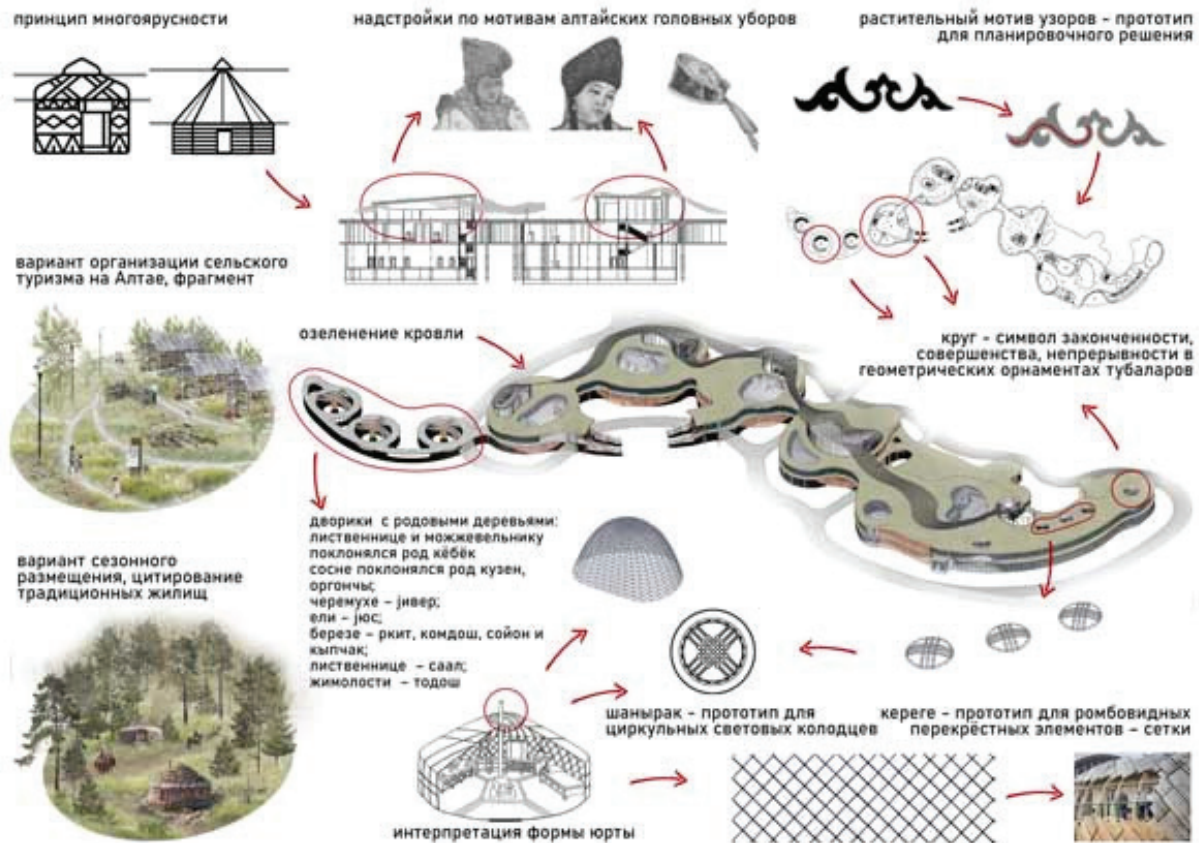 принцип многоярусности
надстройки по мотивам алтайских головных уборов
растительный мотив узоров – прототип
для планировочного решения
вариант организации сельского
туризма на Алтае, фрагмент
озеленение кровли
круг – символ законченности,
совершенства, непрерывности в
геометрических орнаментах тубаларов
дворики с родовыми деревьями:
лиственнице и можжевельнику
поклонялся род кёбёк
сосне поклонялся род кузен,
оргончы;
черемухе – jивер;
ели – jюс;
березе – ркит, комдош, сойон и
кыпчак;
лиственнице – саал;
жимолости – тодош
вариант сезонного
размещения, цитирование
традиционных жилищ
шанырак – прототип для
циркульных световых колодцев
кереге – прототип для ромбовидных
перекрёстных элементов – сетки
интерпретация формы юрты